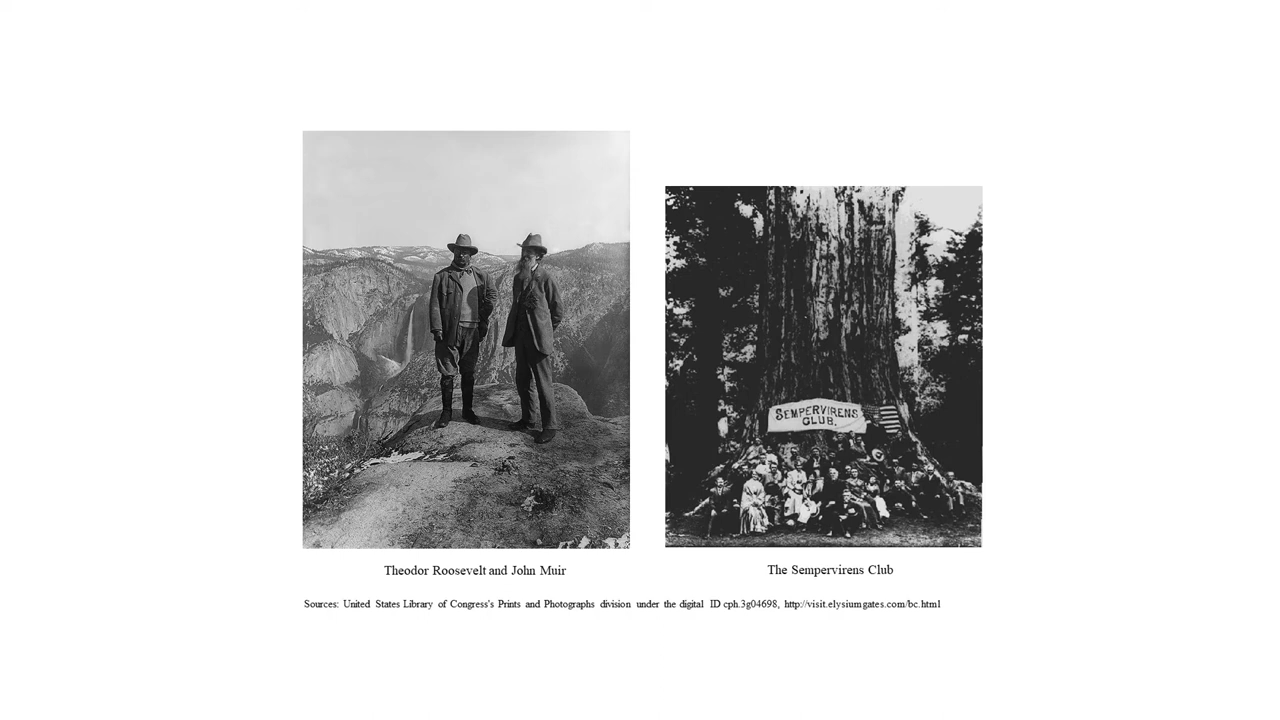 SEMPERVIRENS
CLUB.
Theodor Roosevelt and John Muir
The Sempervirens Club
Sources: United States Library of Congress's Prints and Photographs division under the digital ID cph.3g04698, http://visit.elysiumgates.com/bc.html